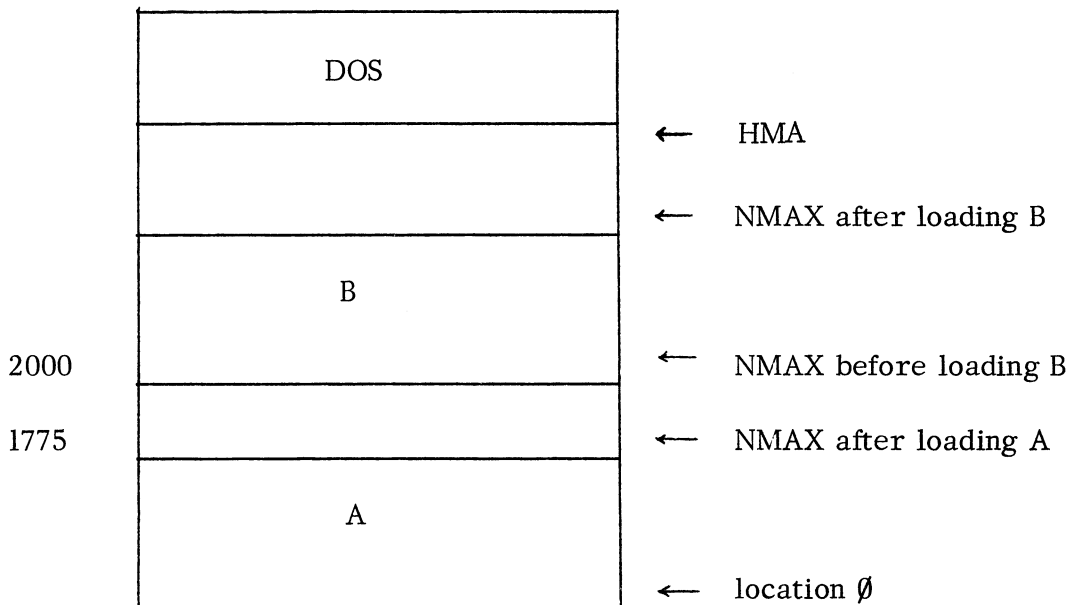 DOS
← HMA
← NMAX after loading B
B
2000
← NMAX before loading B
1775
← NMAX after loading A
A
← location Ø